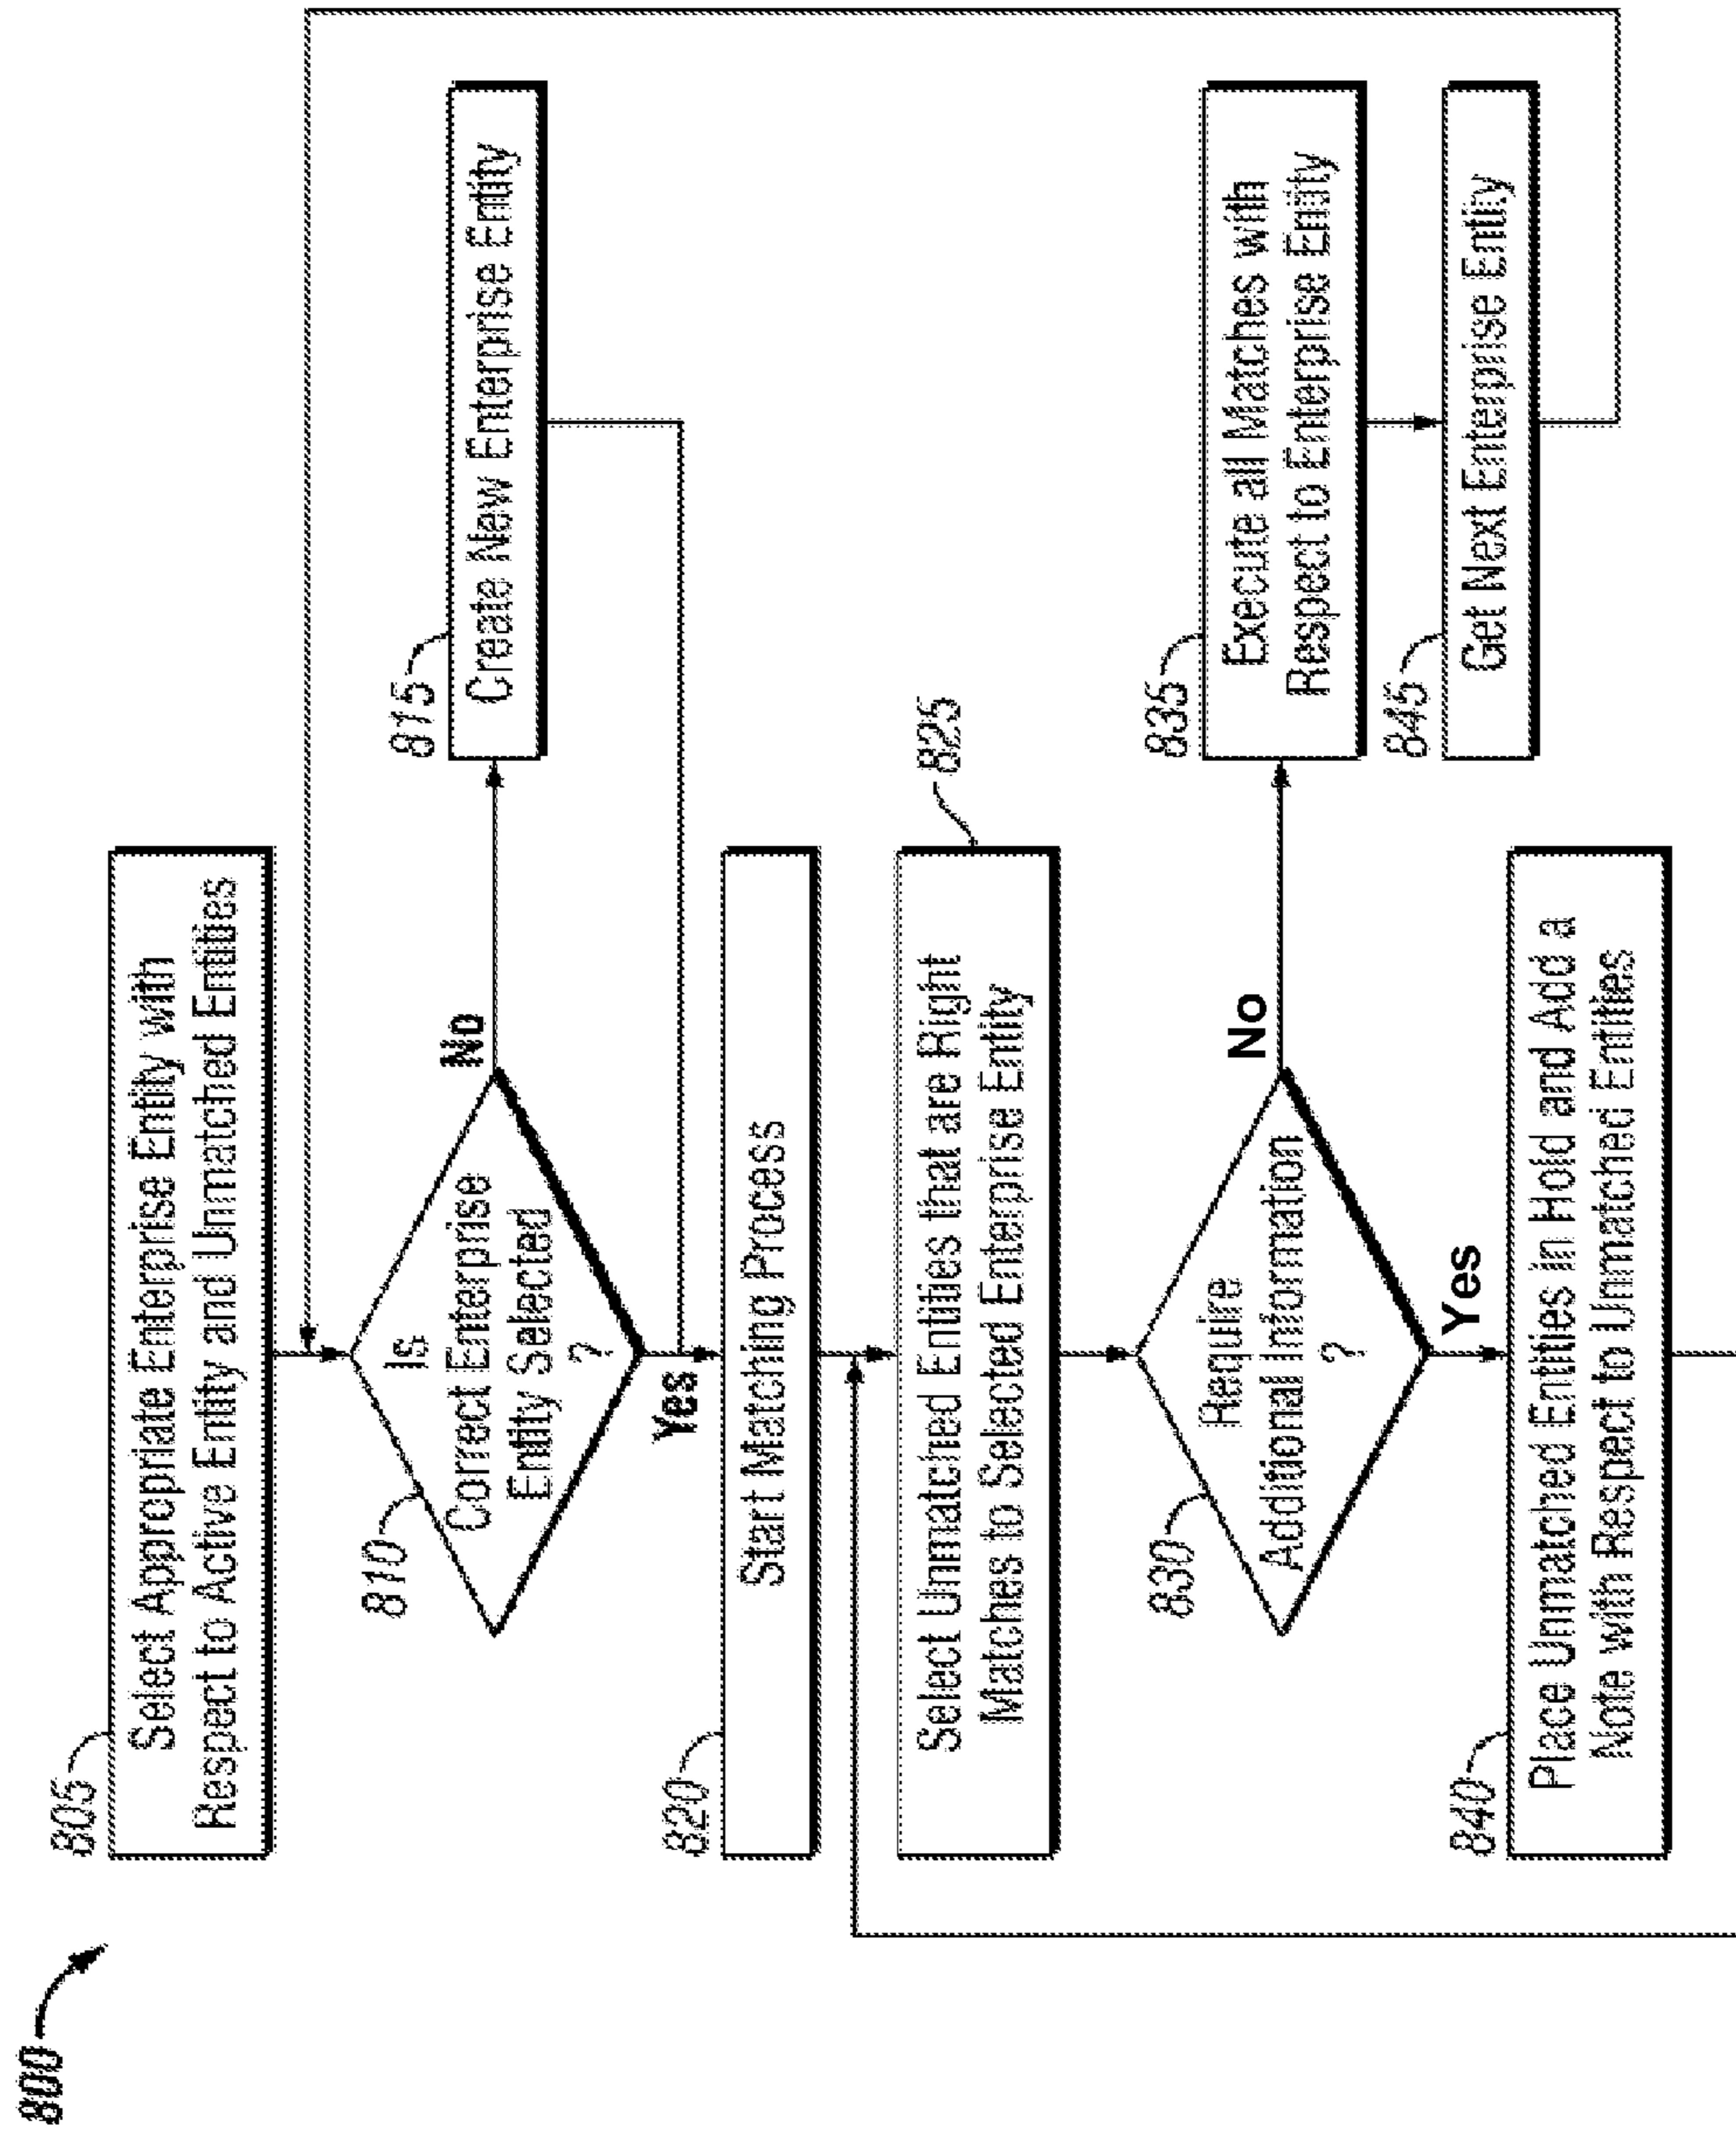 800
805
Select Appropriate Enterprise Entity with
Respect to Active Entity and Unmatched Entities
810
Is
Correct Enterprise
Entity Selected
?
No
815
Create New Enterprise Entity
Yes
820
Start Matching Process
825
Select Unmatched Entities that are Right
Matches to Selected Enterprise Entity
830
Require
Additional Information
?
No
835
Execute all Matches with
Respect to Enterprise Entity
845
Get Next Enterprise Entity
Yes
840
Place Unmatched Entities in Hold and Add a
Note with Respect to Unmatched Entities